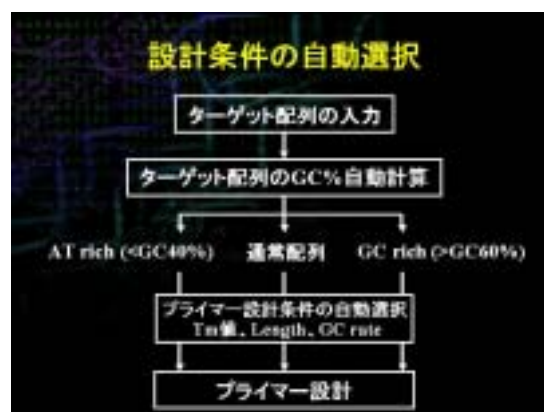 設計条件の自動選択
ターゲット配列の入力
ターゲット配列のGC%自動計算
AT rich (<GC40%) 通常配列 GC rich (>GC60%)
プライマー設計条件の自動選択
Tm値、Length、GC rate
プライマー設計